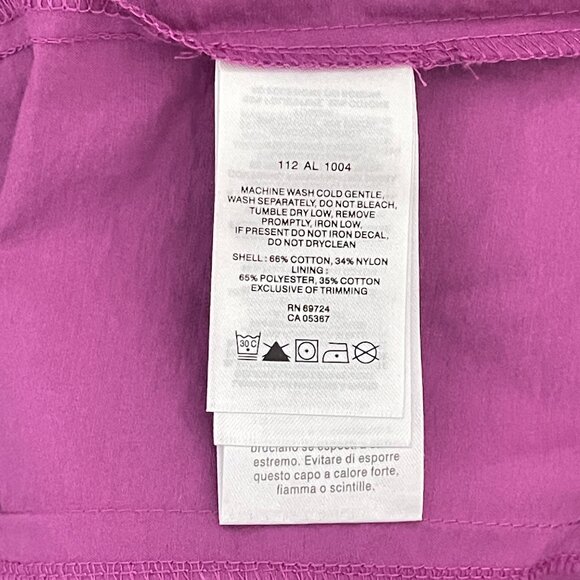 112 AL 1004
MACHINE WASH COLD GENTLE,
WASH SEPARATELY, DO NOT BLEACH,
TUMBLE DRY LOW, REMOVE
PROMPTLY, IRON LOW,
IF PRESENT DO NOT IRON DECAL,
DO NOT DRYCLEAN
SHELL : 66% COTTON, 34% NYLON
LINING :
65% POLYESTER, 35% COTTON
EXCLUSIVE OF TRIMMING
RN 69724
CA 05367
30 C
estremo. Evitare di esporre
questo capo a calore forte,
fiamma o scintille.